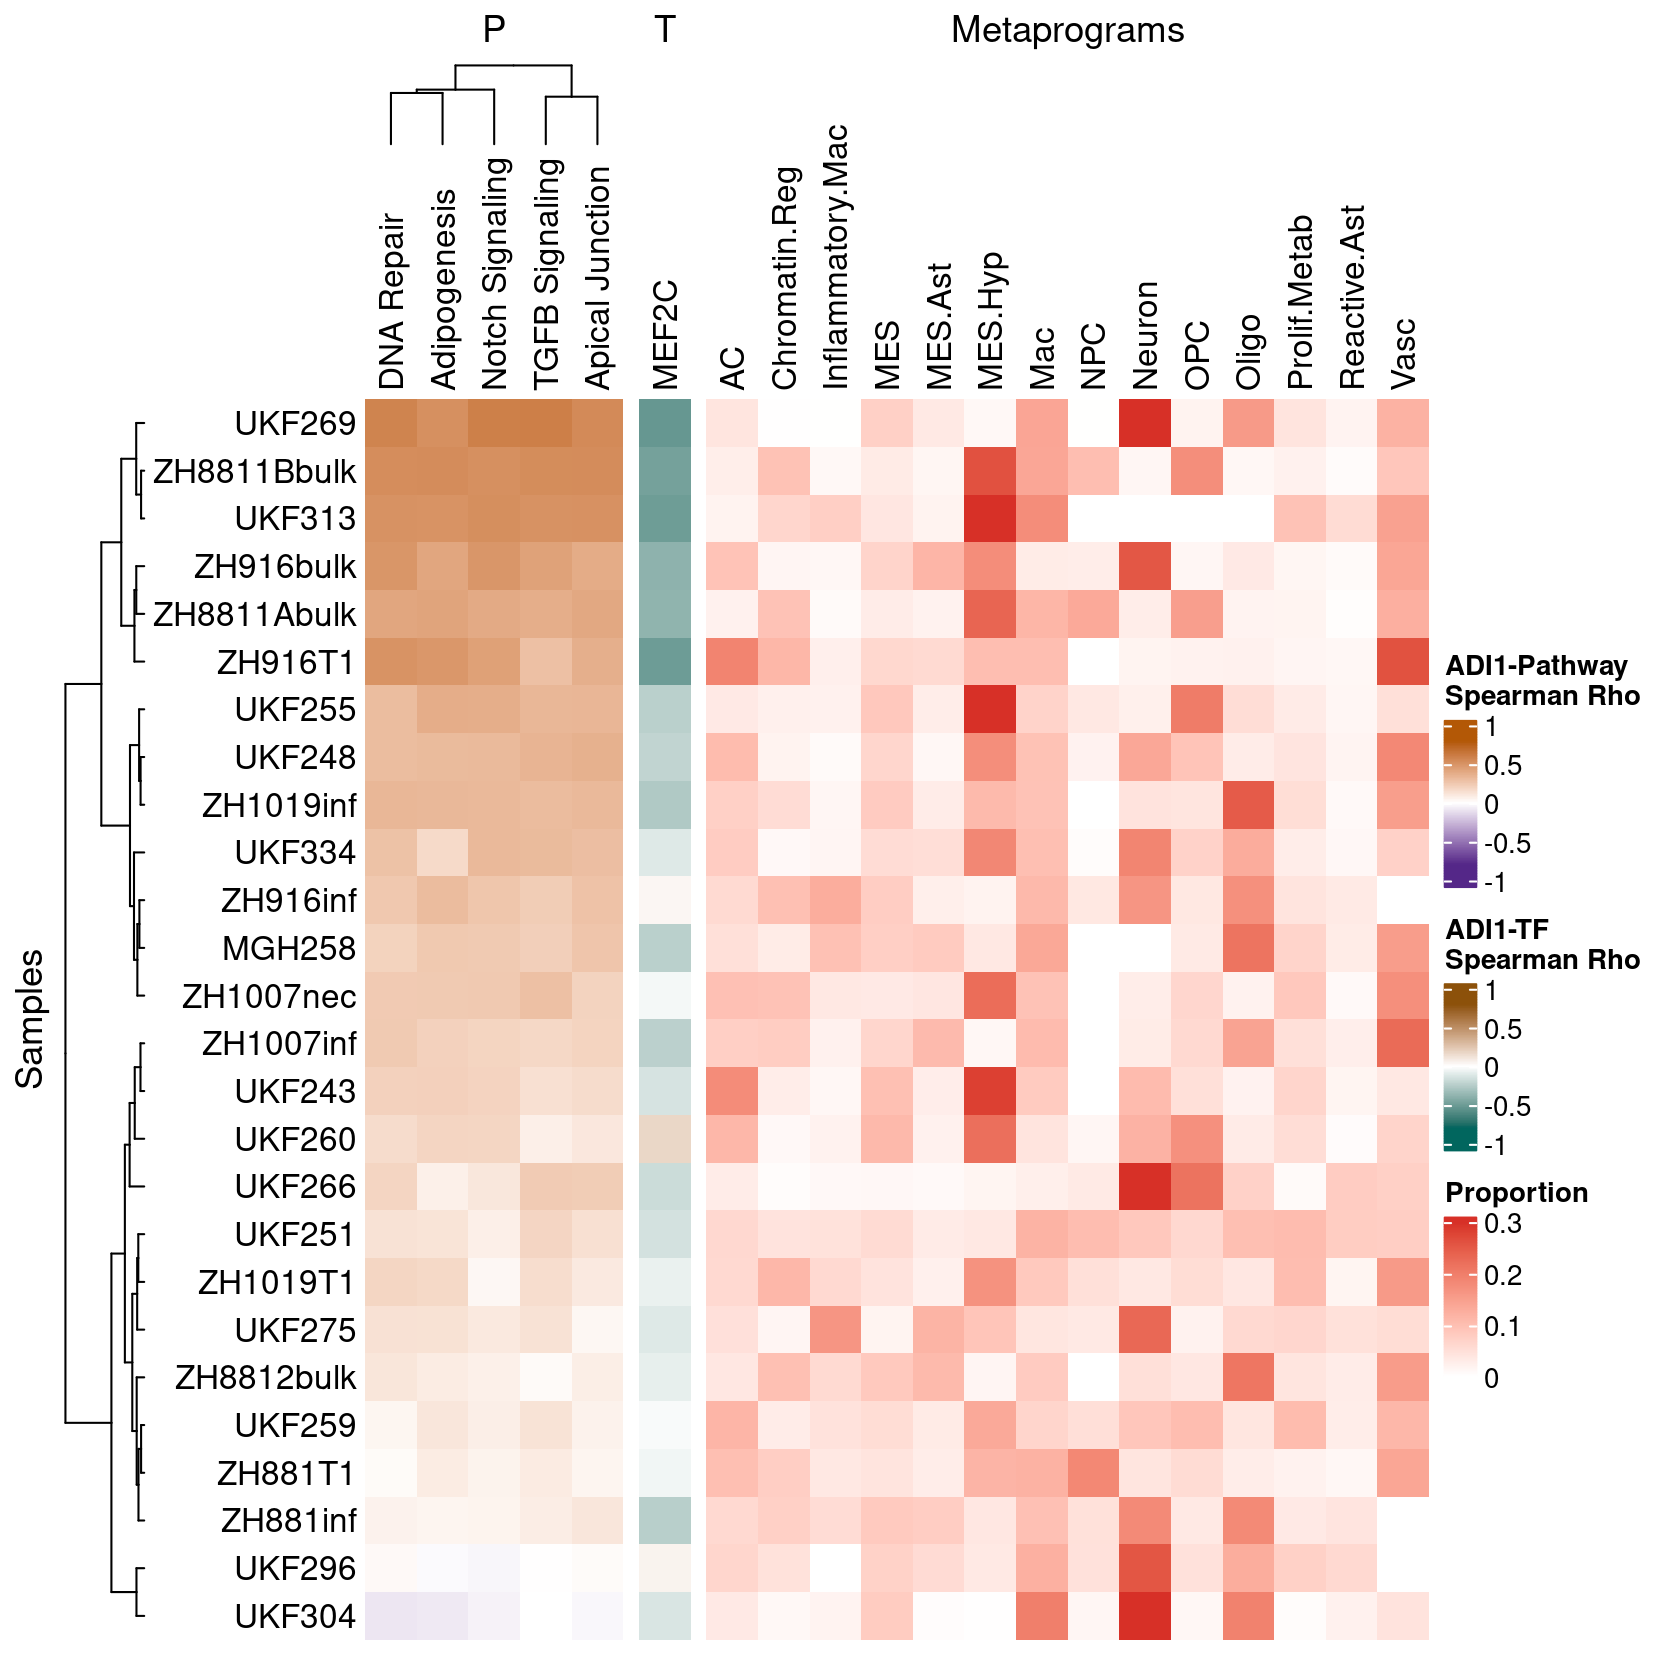 P
T
Metaprograms
DNA Repair
Adipogenesis
Notch Signaling
TGFB Signaling
Apical Junction
MEF2C
AC
Chromatin.Reg
Inflammatory.Mac
MES
MES.Ast
MES.Hyp
Mac
NPC
Neuron
OPC
Oligo
Prolif.Metab
Reactive.Ast
Vasc
Samples
UKF269
ZH8811Bbulk
UKF313
ZH916bulk
ZH8811Abulk
ZH916T1
UKF255
UKF248
ZH1019inf
UKF334
ZH916inf
MGH258
ZH1007nec
ZH1007inf
UKF243
UKF260
UKF266
UKF251
ZH1019T1
UKF275
ZH8812bulk
UKF259
ZH881T1
ZH881inf
UKF296
UKF304
ADI1-Pathway
Spearman Rho
1
0.5
0
-0.5
-1
ADI1-TF
Spearman Rho
1
0.5
0
-0.5
-1
Proportion
0.3
0.2
0.1
0